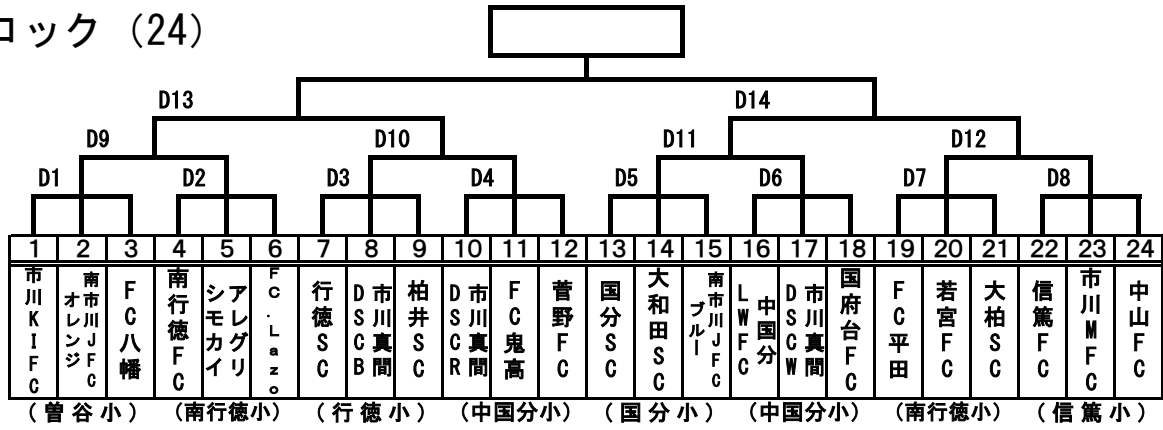 ロック (24)
D13 D14
D9 D10 D11 D12
D1 D2 D3 D4 D5 D6 D7 D8
1 2 3 4 5 6 7 8 9 10 11 12 13 14 15 16 17 18 19 20 21 22 23 24
市川KIFC
南市川JFC
オレンジ
FC八幡
南行徳FC
アレグリ
シモカイ
FC.Lazo
行徳SC
市川真間
DSCB
柏井SC
市川真間
DSCR
FC鬼高
菅野FC
国分SC
大和田SC
南市川JFC
ブルー
中国分
LWFC
市川真間
DSCW
国府台FC
FC平田
若宮FC
大柏SC
信篤FC
市川MFC
中山FC
(曽谷小) (南行徳小) (行徳小) (中国分小) (国分小) (中国分小) (南行徳小) (信篤小)